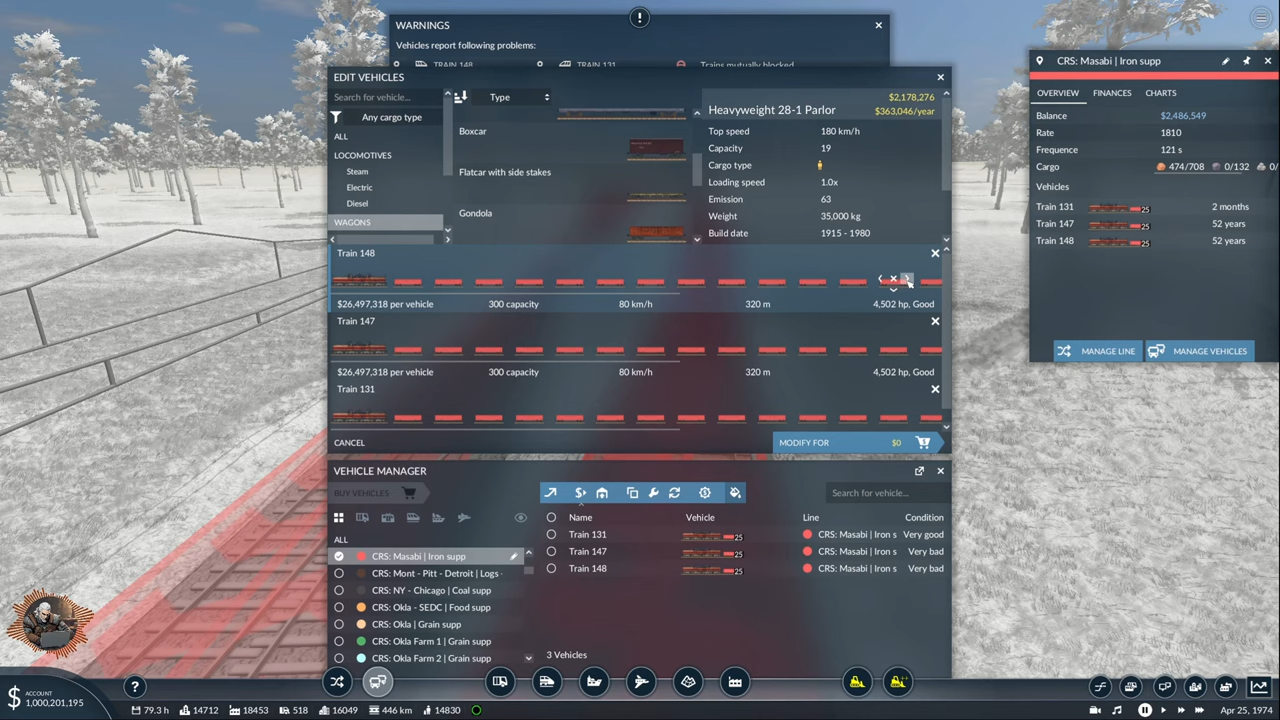 WARNINGS
Vehicles report following problems:
TRAIN 148 TRAIN 131 Trains mutually blocked
EDIT VEHICLES
Search for vehicle...
Type
Any cargo type
ALL
LOCOMOTIVES
Steam
Electric
Diesel
WAGONS
Boxcar
Flatcar with side stakes
Gondola
$2,178,276
Heavyweight 28-1 Parlor
$363,046/year
Top speed 180 km/h
Capacity 19
Cargo type
Loading speed 1.0x
Emission 63
Weight 35,000 kg
Build date 1915 - 1980
Train 148
$26,497,318 per vehicle 300 capacity 80 km/h 320 m 4,502 hp, Good
Train 147
$26,497,318 per vehicle 300 capacity 80 km/h 320 m 4,502 hp, Good
Train 131
CANCEL
MODIFY FOR $0
CRS: Masabi | Iron supp
OVERVIEW FINANCES CHARTS
Balance $2,486,549
Rate 1810
Frequence 121 s
Cargo 474/708 0/132 0/
Vehicles
Train 131 25 2 months
Train 147 25 52 years
Train 148 25 52 years
MANAGE LINE MANAGE VEHICLES
VEHICLE MANAGER
BUY VEHICLES
Search for vehicle...
ALL
CRS: Masabi | Iron supp
CRS: Mont - Pitt - Detroit | Logs
CRS: NY - Chicago | Coal supp
CRS: Okla - SEDC | Food supp
CRS: Okla | Grain supp
CRS: Okla Farm 1 | Grain supp
CRS: Okla Farm 2 | Grain supp
Name Vehicle Line Condition
Train 131 25 CRS: Masabi | Iron s Very good
Train 147 25 CRS: Masabi | Iron s Very bad
Train 148 25 CRS: Masabi | Iron s Very bad
3 Vehicles
ACCOUNT
1,000,201,195
79.3 h 14712 18453 518 16049 446 km 14830
Apr 25, 1974